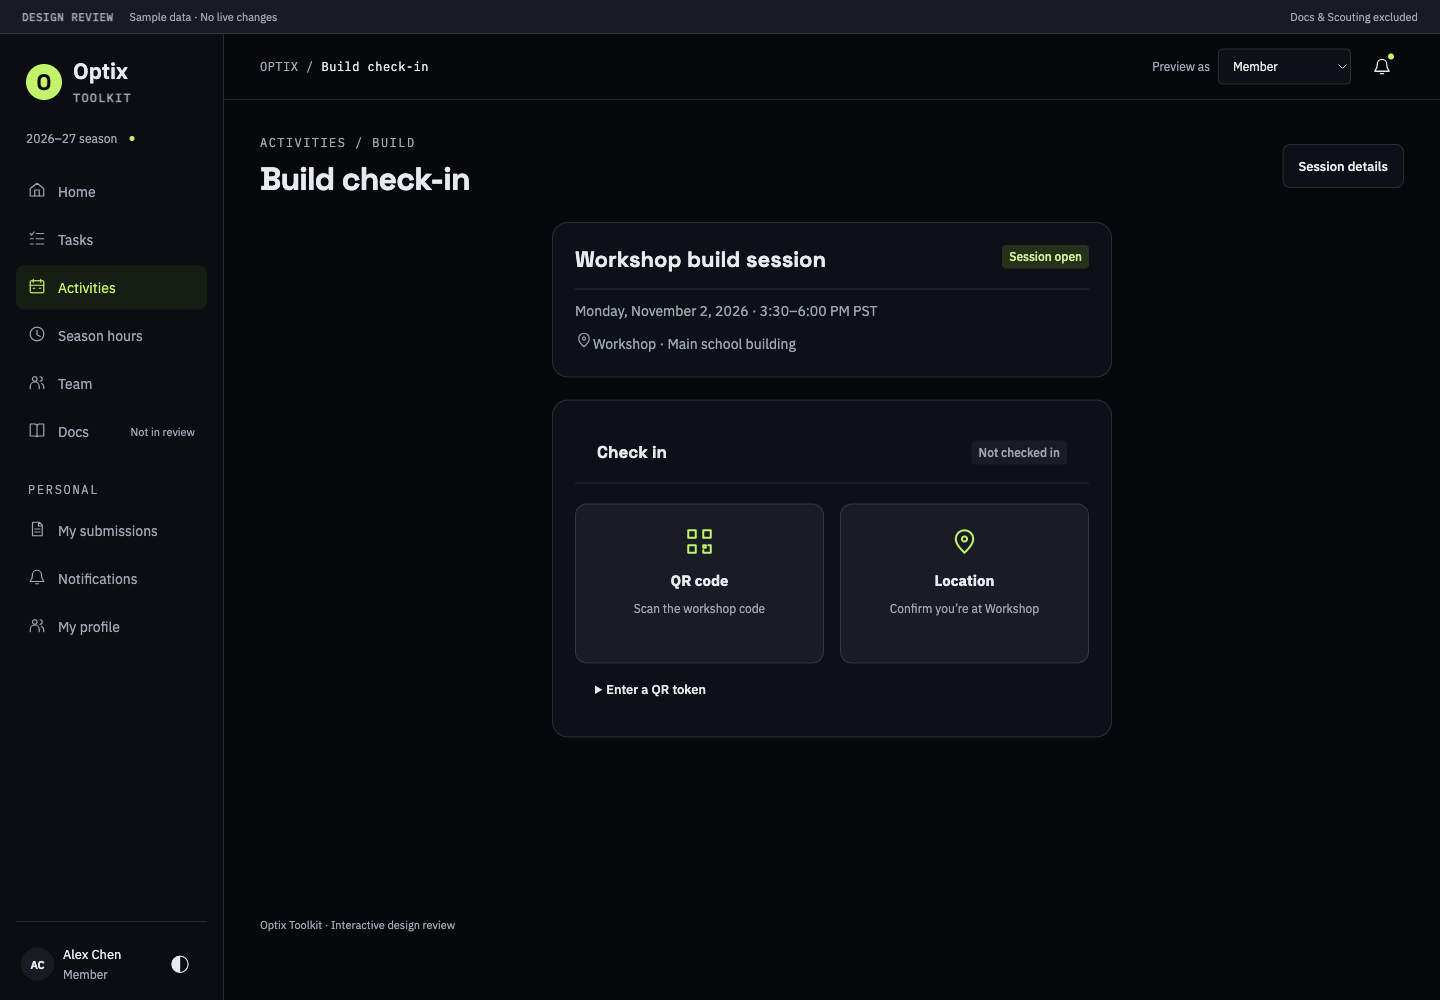 DESIGN REVIEW Sample data · No live changes Docs & Scouting excluded
O Optix
TOOLKIT
2026–27 season
Home
Tasks
Activities
Season hours
Team
Docs Not in review
PERSONAL
My submissions
Notifications
My profile
AC Alex Chen
Member
OPTIX / Build check-in
Preview as Member
ACTIVITIES / BUILD
Build check-in
Session details
Workshop build session
Session open
Monday, November 2, 2026 · 3:30–6:00 PM PST
Workshop · Main school building
Check in
Not checked in
QR code
Scan the workshop code
Location
Confirm you’re at Workshop
Enter a QR token
Optix Toolkit · Interactive design review